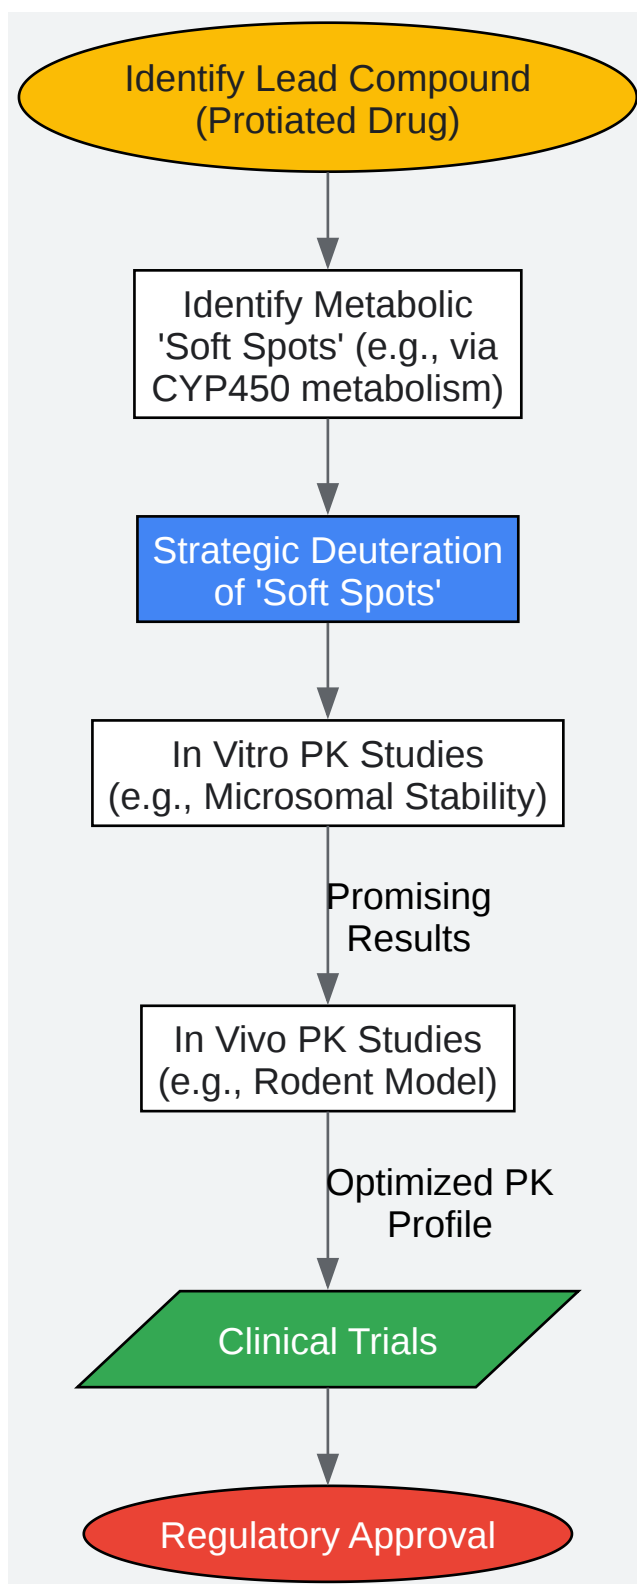 Identify Lead Compound
(Protiated Drug)
Identify Metabolic
'Soft Spots' (e.g., via
CYP450 metabolism)
Strategic Deuteration
of 'Soft Spots'
In Vitro PK Studies
(e.g., Microsomal Stability)
Promising
Results
In Vivo PK Studies
(e.g., Rodent Model)
Optimized PK
Profile
Clinical Trials
Regulatory Approval